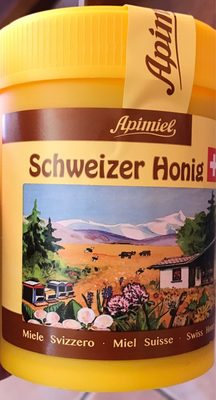 Apimiel
Apimiel
Schweizer Honig
Miele Svizzero · Miel Suisse · Swiss